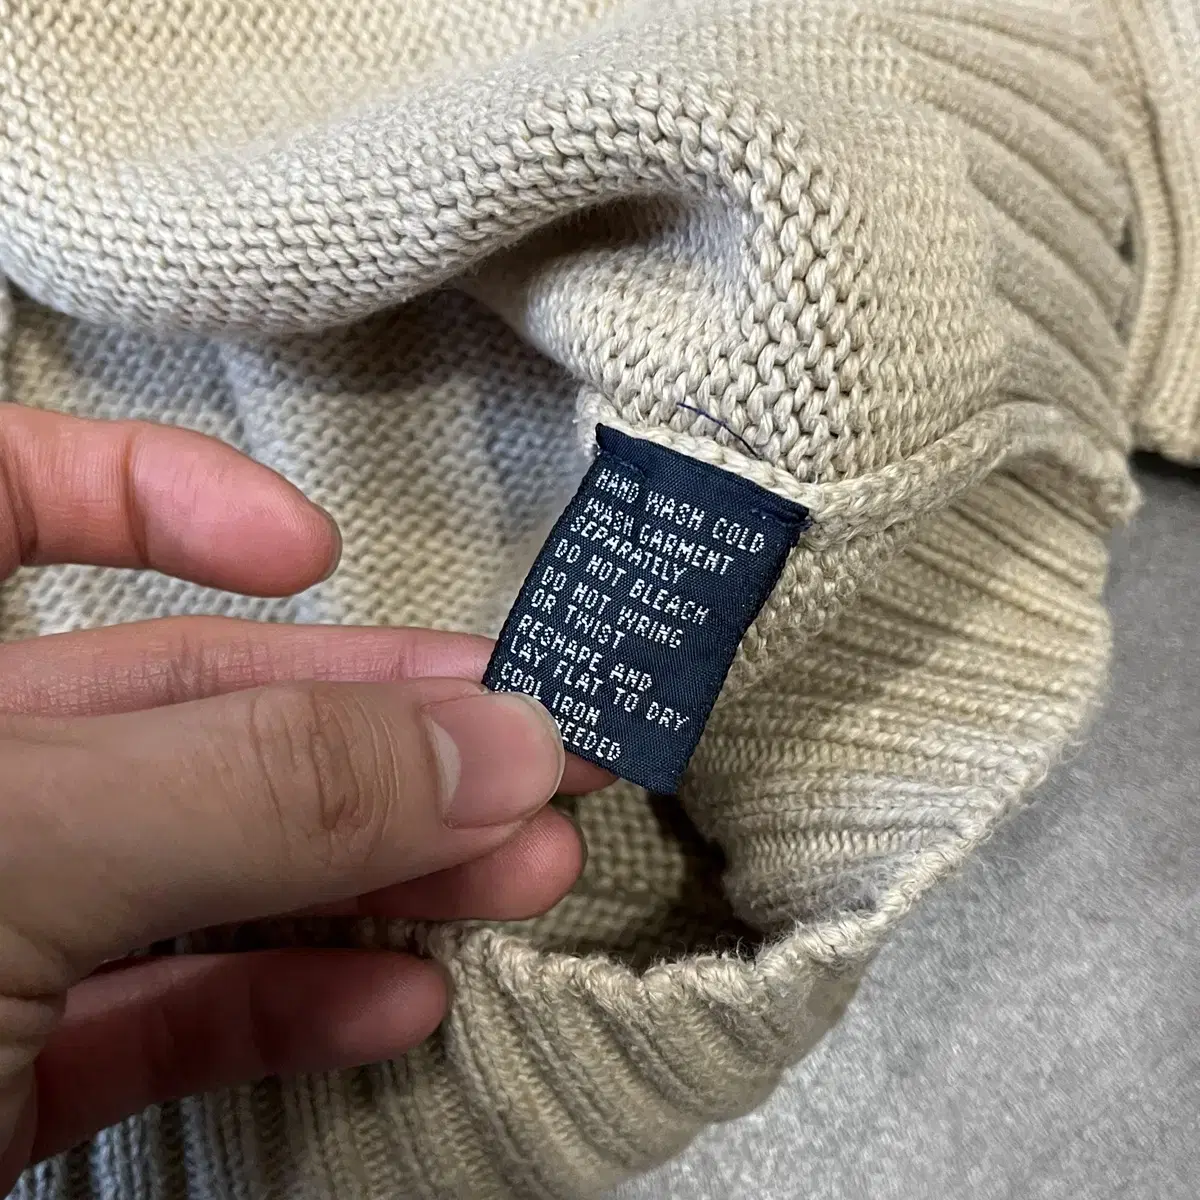 HAND WASH COLD
WASH GARMENT
SEPARATELY
DO NOT BLEACH
DO NOT WRING
OR TWIST
RESHAPE AND
LAY FLAT TO DRY
COOL IRON
NEEDED